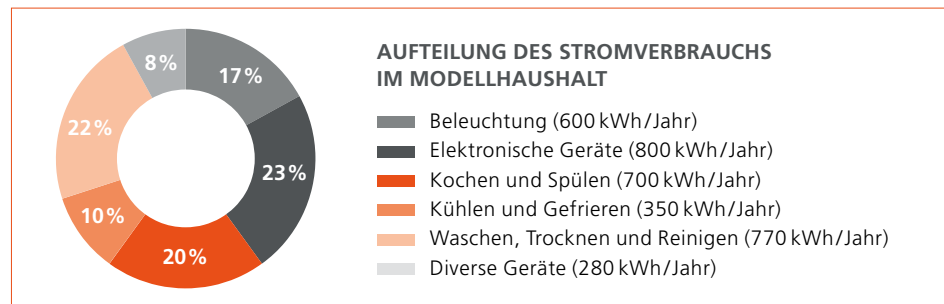 AUFTEILUNG DES STROMVERBRAUCHS
IM MODELLHAUSHALT
8 %
17 %
22 %
23 %
10 %
20 %
Beleuchtung (600 kWh/Jahr)
Elektronische Geräte (800 kWh/Jahr)
Kochen und Spülen (700 kWh/Jahr)
Kühlen und Gefrieren (350 kWh/Jahr)
Waschen, Trocknen und Reinigen (770 kWh/Jahr)
Diverse Geräte (280 kWh/Jahr)